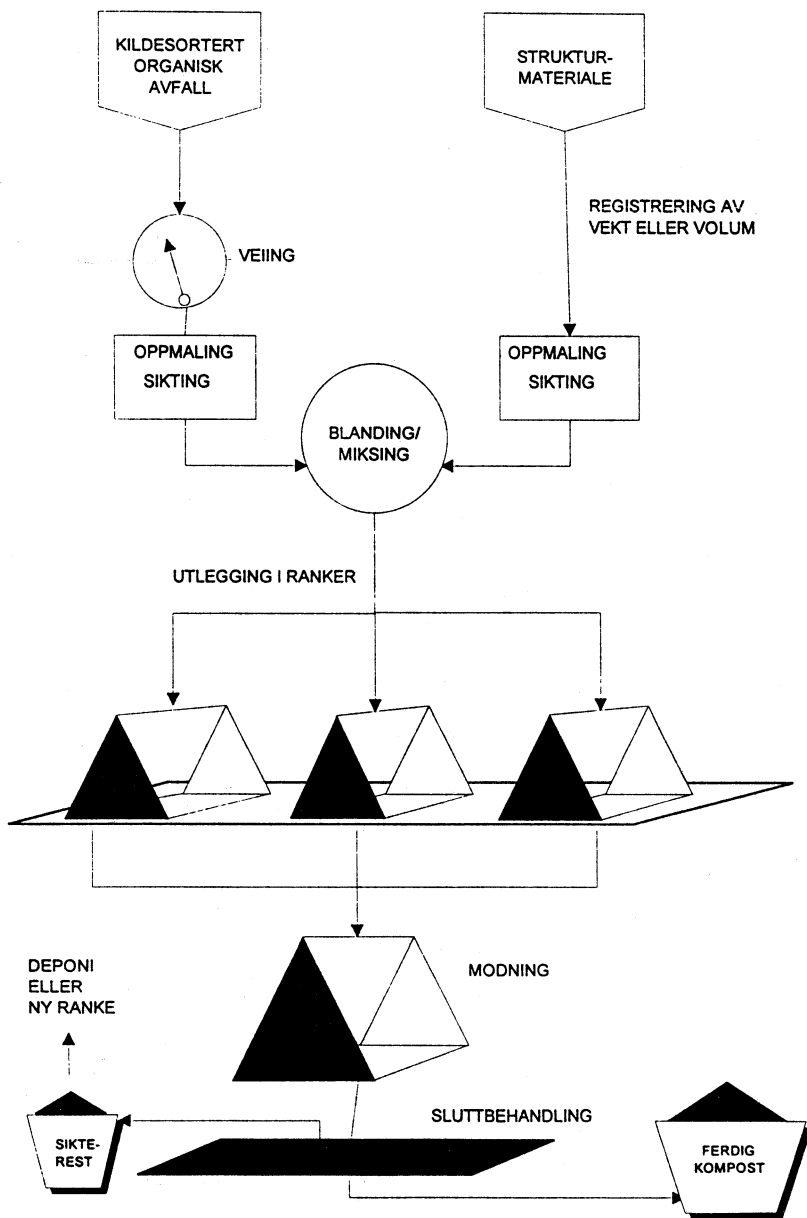 KILDESORTERT
ORGANISK
AVFALL
STRUKTUR-
MATERIALE
REGISTRERING AV
VEKT ELLER VOLUM
VEIING
OPPMALING
SIKTING
OPPMALING
SIKTING
BLANDING/
MIKSING
UTLEGGING I RANKER
MODNING
DEPONI
ELLER
NY RANKE
SLUTTBEHANDLING
SIKTE-
REST
FERDIG
KOMPOST